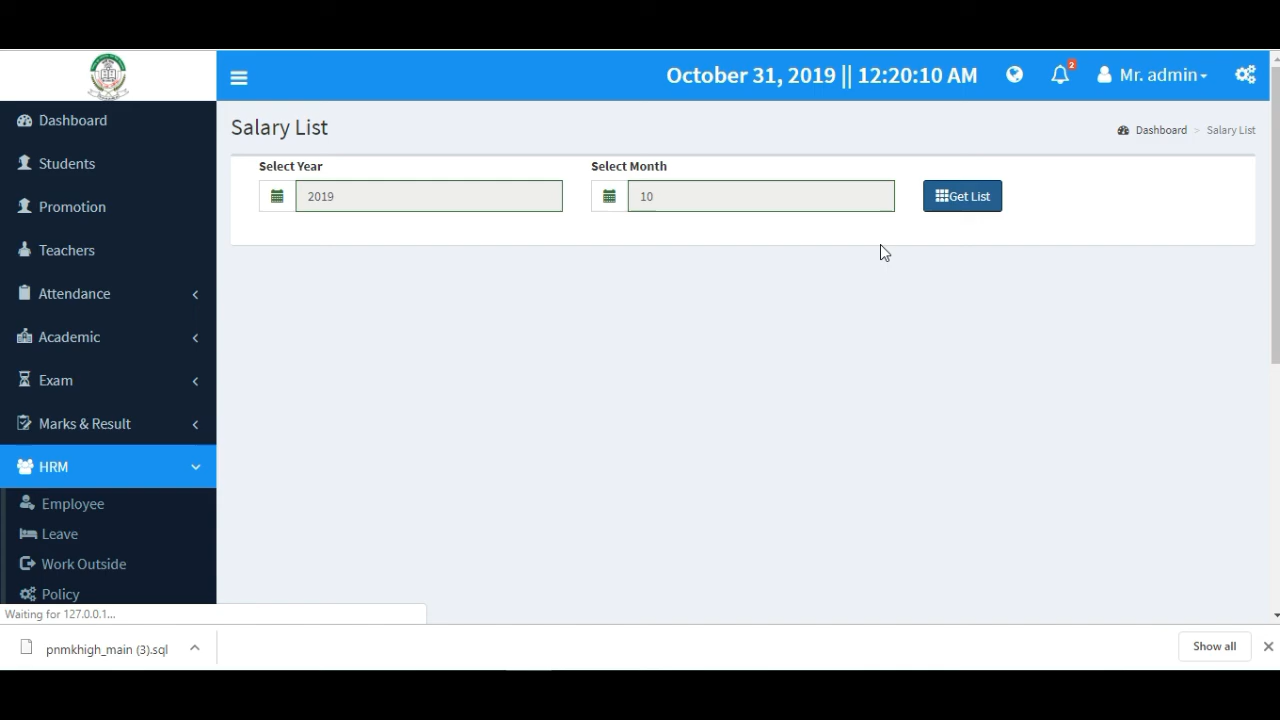 October 31, 2019 || 12:20:10 AM
2
Mr. admin
Dashboard
Students
Promotion
Teachers
Attendance
Academic
Exam
Marks & Result
HRM
Employee
Leave
Work Outside
Policy
Salary List
Dashboard > Salary List
Select Year
2019
Select Month
10
Get List
Waiting for 127.0.0.1...
pnmkhigh_main (3).sql
Show all